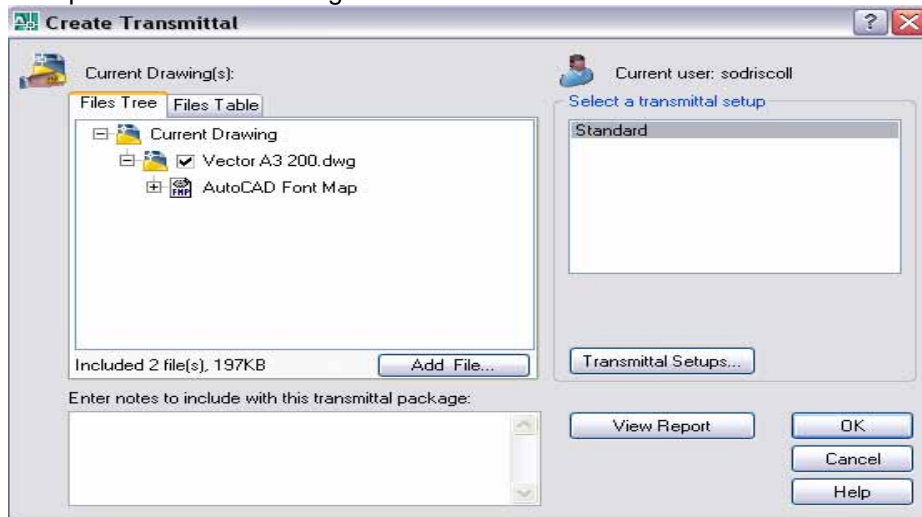 Create Transmittal
Current Drawing(s):
Current user: sodriscoll
Files Tree
Files Table
Select a transmittal setup
Current Drawing
Standard
Vector A3 200.dwg
FMP
AutoCAD Font Map
Included 2 file(s), 197KB
Add File...
Transmittal Setups...
Enter notes to include with this transmittal package:
View Report
OK
Cancel
Help